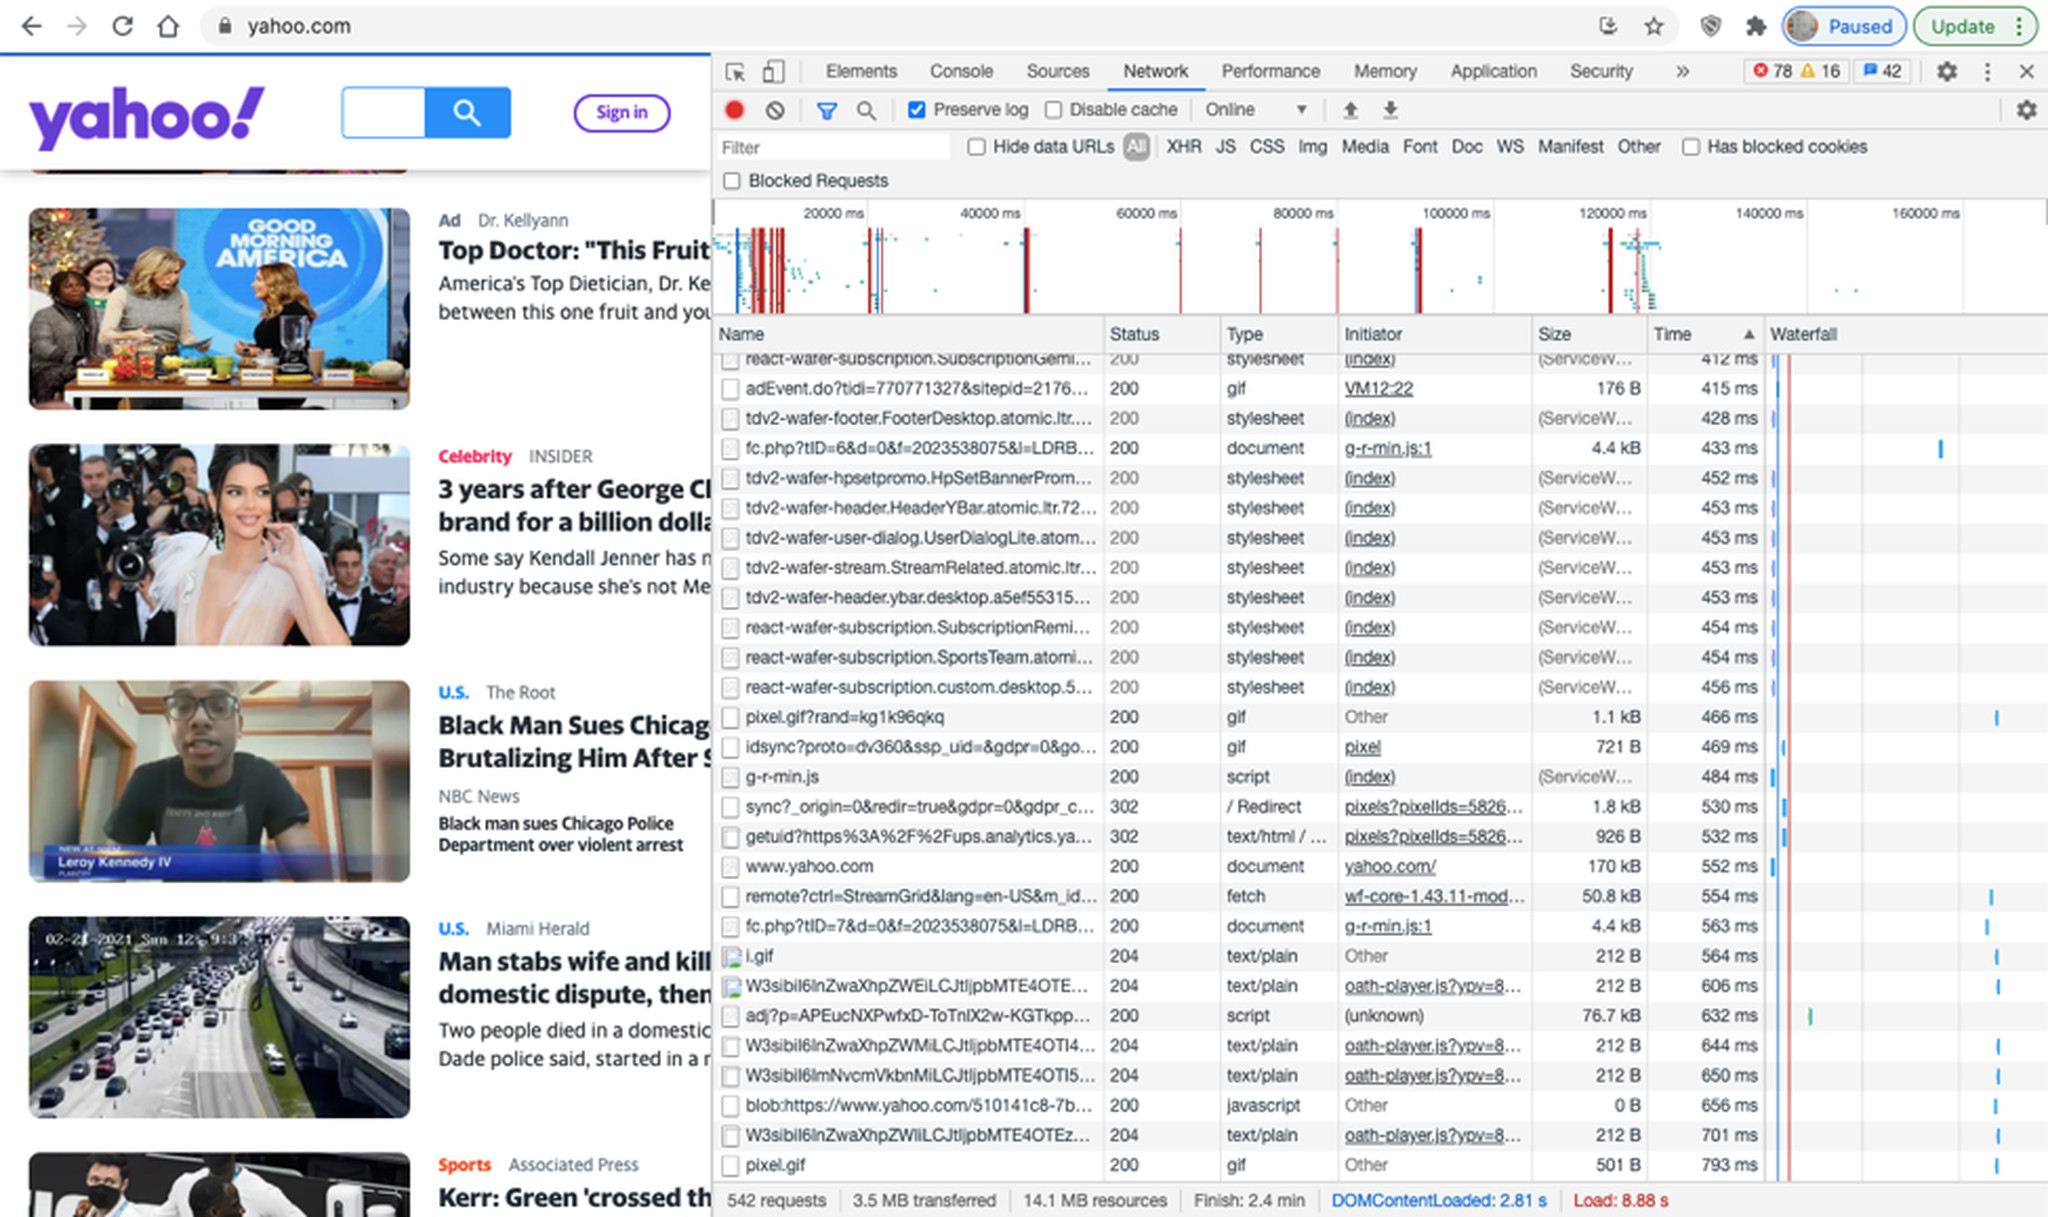 yahoo.com
Paused
Update
yahoo!
Sign in
Ad Dr. Kellyann
Top Doctor: "This Fruit
America's Top Dietician, Dr. Ke
between this one fruit and you
GOOD
MORNING
AMERICA
Celebrity INSIDER
3 years after George Cl
brand for a billion dolla
Some say Kendall Jenner has n
industry because she's not Me
U.S. The Root
Black Man Sues Chicag
Brutalizing Him After S
NBC News
Black man sues Chicago Police
Department over violent arrest
Leroy Kennedy IV
U.S. Miami Herald
Man stabs wife and kill
domestic dispute, then
Two people died in a domestic
Dade police said, started in a r
02-21-2021 Sun 12:9:3
Sports Associated Press
Kerr: Green 'crossed th
Elements Console Sources Network Performance Memory Application Security » 78 16 42
Preserve log Disable cache Online
Filter Hide data URLs All XHR JS CSS Img Media Font Doc WS Manifest Other Has blocked cookies
Blocked Requests
20000 ms 40000 ms 60000 ms 80000 ms 100000 ms 120000 ms 140000 ms 160000 ms
Name Status Type Initiator Size Time Waterfall
react-wafer-subscription.SubscriptionGemi... 200 stylesheet (index) (ServiceW... 412 ms
adEvent.do?tidi=770771327&sitepid=2176... 200 gif VM12:22 176 B 415 ms
tdv2-wafer-footer.FooterDesktop.atomic.ltr.... 200 stylesheet (index) (ServiceW... 428 ms
fc.php?tID=6&d=0&f=2023538075&l=LDRB... 200 document g-r-min.js:1 4.4 kB 433 ms
tdv2-wafer-hpsetpromo.HpSetBannerProm... 200 stylesheet (index) (ServiceW... 452 ms
tdv2-wafer-header.HeaderYBar.atomic.ltr.72... 200 stylesheet (index) (ServiceW... 453 ms
tdv2-wafer-user-dialog.UserDialogLite.atom... 200 stylesheet (index) (ServiceW... 453 ms
tdv2-wafer-stream.StreamRelated.atomic.ltr... 200 stylesheet (index) (ServiceW... 453 ms
tdv2-wafer-header.ybar.desktop.a5ef55315... 200 stylesheet (index) (ServiceW... 453 ms
react-wafer-subscription.SubscriptionRemi... 200 stylesheet (index) (ServiceW... 454 ms
react-wafer-subscription.SportsTeam.atomi... 200 stylesheet (index) (ServiceW... 454 ms
react-wafer-subscription.custom.desktop.5... 200 stylesheet (index) (ServiceW... 456 ms
pixel.gif?rand=kg1k96qkq 200 gif Other 1.1 kB 466 ms
idsync?proto=dv360&ssp_uid=&gdpr=0&go... 200 gif pixel 721 B 469 ms
g-r-min.js 200 script (index) (ServiceW... 484 ms
sync?_origin=0&redir=true&gdpr=0&gdpr_c... 302 / Redirect pixels?pixelIds=5826... 1.8 kB 530 ms
getuid?https%3A%2F%2Fups.analytics.ya... 302 text/html / ... pixels?pixelIds=5826... 926 B 532 ms
www.yahoo.com 200 document yahoo.com/ 170 kB 552 ms
remote?ctrl=StreamGrid&lang=en-US&m_id... 200 fetch wf-core-1.43.11-mod... 50.8 kB 554 ms
fc.php?tID=7&d=0&f=2023538075&l=LDRB... 200 document g-r-min.js:1 4.4 kB 563 ms
i.gif 204 text/plain Other 212 B 564 ms
W3sibiI6InZwaXhpZWEiLCJtIjpbMTE4OTE... 204 text/plain oath-player.js?ypv=8... 212 B 606 ms
adj?p=APEucNXPwfxD-ToTnIX2w-KGTkpp... 200 script (unknown) 76.7 kB 632 ms
W3sibiI6InZwaXhpZWMiLCJtIjpbMTE4OTI4... 204 text/plain oath-player.js?ypv=8... 212 B 644 ms
W3sibiI6ImNvcmVkbnMiLCJtIjpbMTE4OTI5... 204 text/plain oath-player.js?ypv=8... 212 B 650 ms
blob:https://www.yahoo.com/510141c8-7b... 200 javascript Other 0 B 656 ms
W3sibiI6InZwaXhpZWIiLCJtIjpbMTE4OTEz... 204 text/plain oath-player.js?ypv=8... 212 B 701 ms
pixel.gif 200 gif Other 501 B 793 ms
542 requests 3.5 MB transferred 14.1 MB resources Finish: 2.4 min DOMContentLoaded: 2.81 s Load: 8.88 s